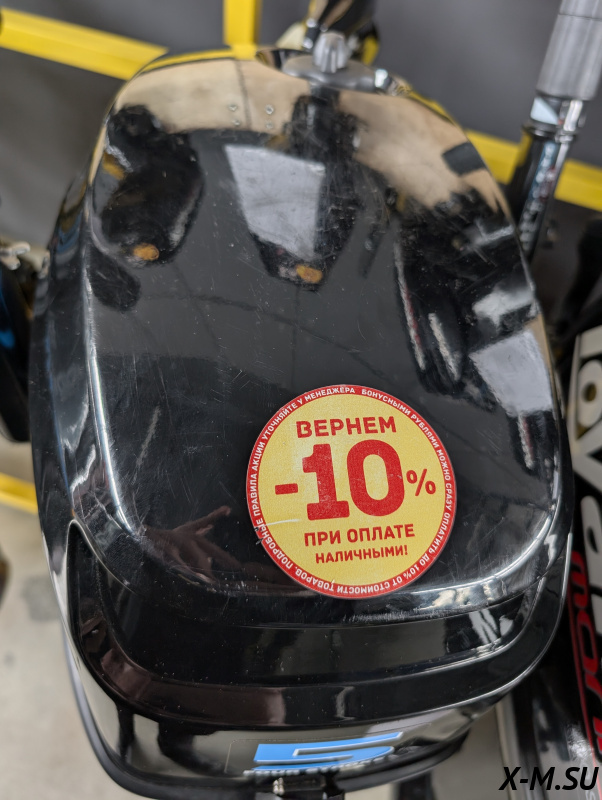 ВЕРНЕМ
-10%
ПРИ ОПЛАТЕ
НАЛИЧНЫМИ!
БОНУСНЫМИ РУБЛЯМИ МОЖНО СРАЗУ ОПЛАТИТЬ ДО 10% ОТ СТОИМОСТИ ТОВАРОВ. ПОДРОБНЫЕ ПРАВИЛА АКЦИИ УТОЧНЯЙТЕ У МЕНЕДЖЕРА
X-M.SU